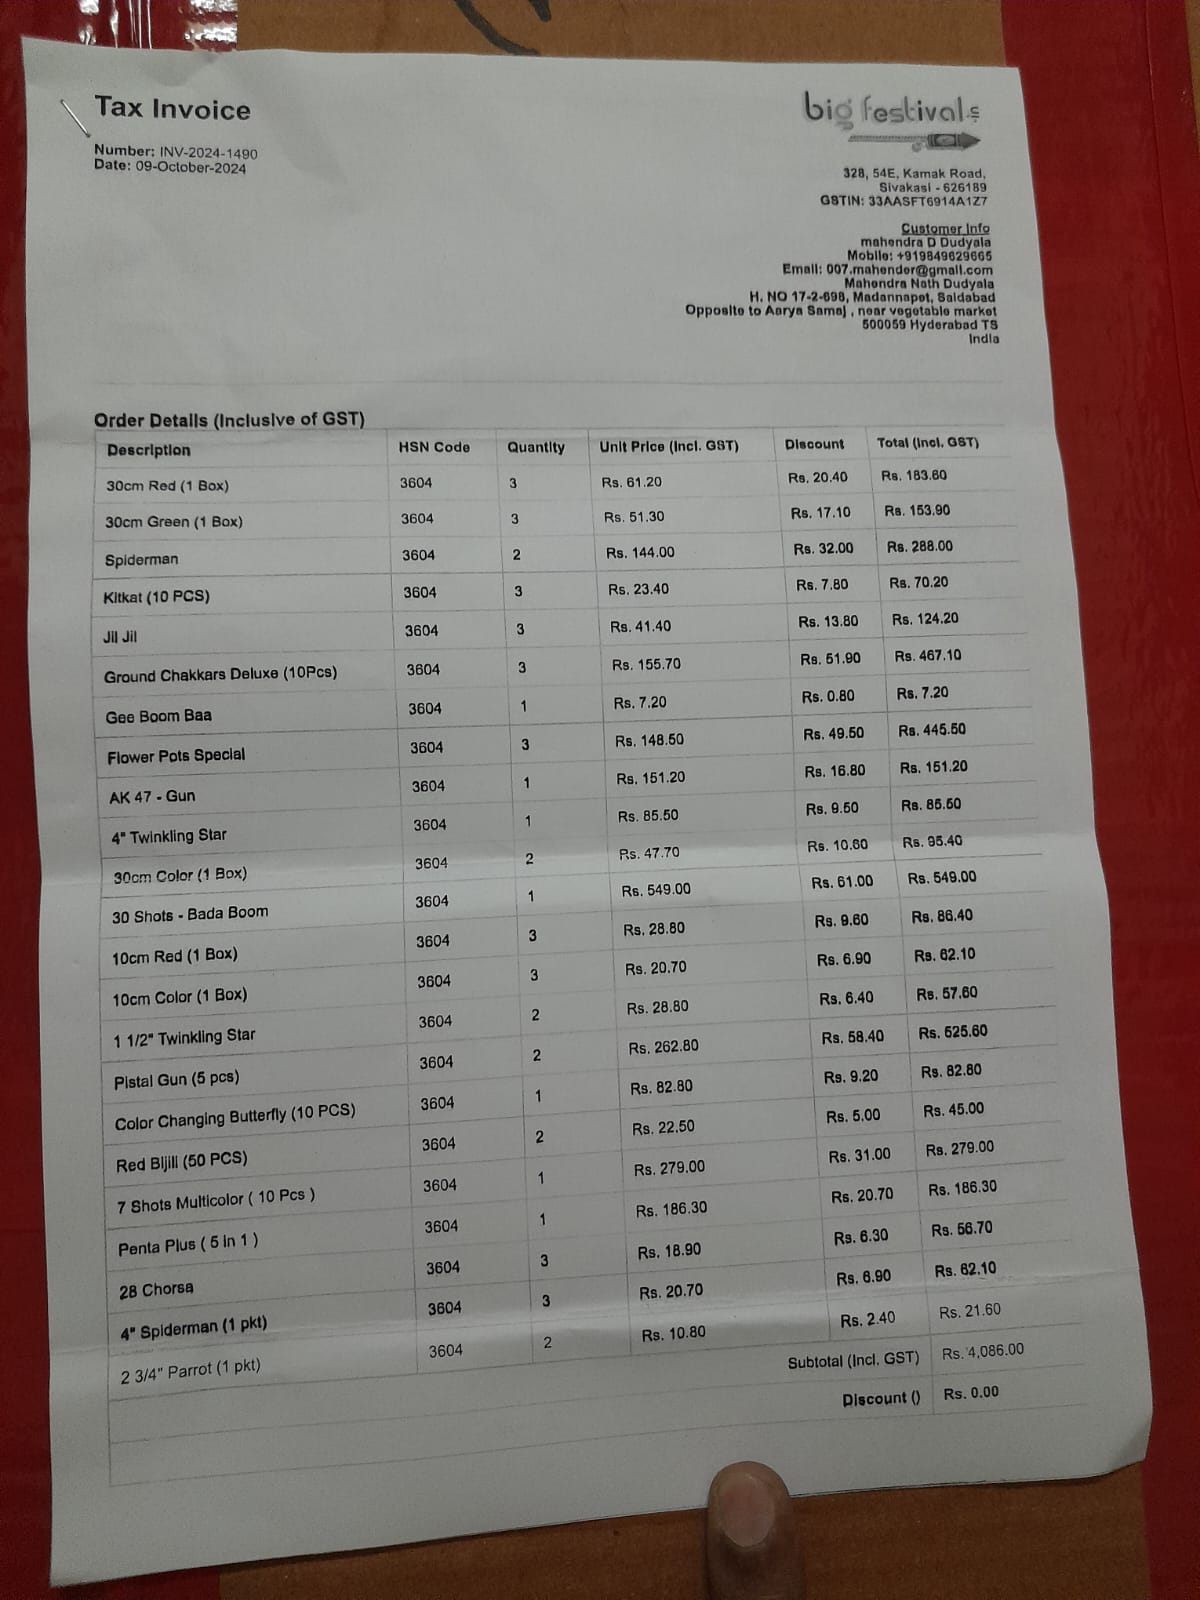 Tax Invoice
Number: INV-2024-1490
Date: 09-October-2024
big festivals
328, 54E, Kamak Road,
Sivakasi - 626189
GSTIN: 33AASFT6914A1Z7
Customer Info
mahendra D Dudyala
Mobile: +919849629665
Email: 007.mahender@gmail.com
Mahendra Nath Dudyala
H. NO 17-2-698, Madannapet, Saidabad
Opposite to Aarya Samaj , near vegetable market
500059 Hyderabad TS
India
Order Details (Inclusive of GST)
Description HSN Code Quantity Unit Price (Incl. GST) Discount Total (Incl. GST)
30cm Red (1 Box) 3604 3 Rs. 61.20 Rs. 20.40 Rs. 183.60
30cm Green (1 Box) 3604 3 Rs. 51.30 Rs. 17.10 Rs. 153.90
Spiderman 3604 2 Rs. 144.00 Rs. 32.00 Rs. 288.00
Kitkat (10 PCS) 3604 3 Rs. 23.40 Rs. 7.80 Rs. 70.20
Jil Jil 3604 3 Rs. 41.40 Rs. 13.80 Rs. 124.20
Ground Chakkars Deluxe (10Pcs) 3604 3 Rs. 155.70 Rs. 51.90 Rs. 467.10
Gee Boom Baa 3604 1 Rs. 7.20 Rs. 0.80 Rs. 7.20
Flower Pots Special 3604 3 Rs. 148.50 Rs. 49.50 Rs. 445.50
AK 47 - Gun 3604 1 Rs. 151.20 Rs. 16.80 Rs. 151.20
4" Twinkling Star 3604 1 Rs. 85.50 Rs. 9.50 Rs. 85.50
30cm Color (1 Box) 3604 2 Rs. 47.70 Rs. 10.60 Rs. 95.40
30 Shots - Bada Boom 3604 1 Rs. 549.00 Rs. 61.00 Rs. 549.00
10cm Red (1 Box) 3604 3 Rs. 28.80 Rs. 9.60 Rs. 86.40
10cm Color (1 Box) 3604 3 Rs. 20.70 Rs. 6.90 Rs. 62.10
1 1/2" Twinkling Star 3604 2 Rs. 28.80 Rs. 6.40 Rs. 57.60
Pistal Gun (5 pcs) 3604 2 Rs. 262.80 Rs. 58.40 Rs. 525.60
Color Changing Butterfly (10 PCS) 3604 1 Rs. 82.80 Rs. 9.20 Rs. 82.80
Red Bijili (50 PCS) 3604 2 Rs. 22.50 Rs. 5.00 Rs. 45.00
7 Shots Multicolor ( 10 Pcs ) 3604 1 Rs. 279.00 Rs. 31.00 Rs. 279.00
Penta Plus ( 5 in 1 ) 3604 1 Rs. 186.30 Rs. 20.70 Rs. 186.30
28 Chorsa 3604 3 Rs. 18.90 Rs. 6.30 Rs. 56.70
4" Spiderman (1 pkt) 3604 3 Rs. 20.70 Rs. 6.90 Rs. 62.10
2 3/4" Parrot (1 pkt) 3604 2 Rs. 10.80 Rs. 2.40 Rs. 21.60
Subtotal (Incl. GST) Rs. 4,086.00
Discount () Rs. 0.00